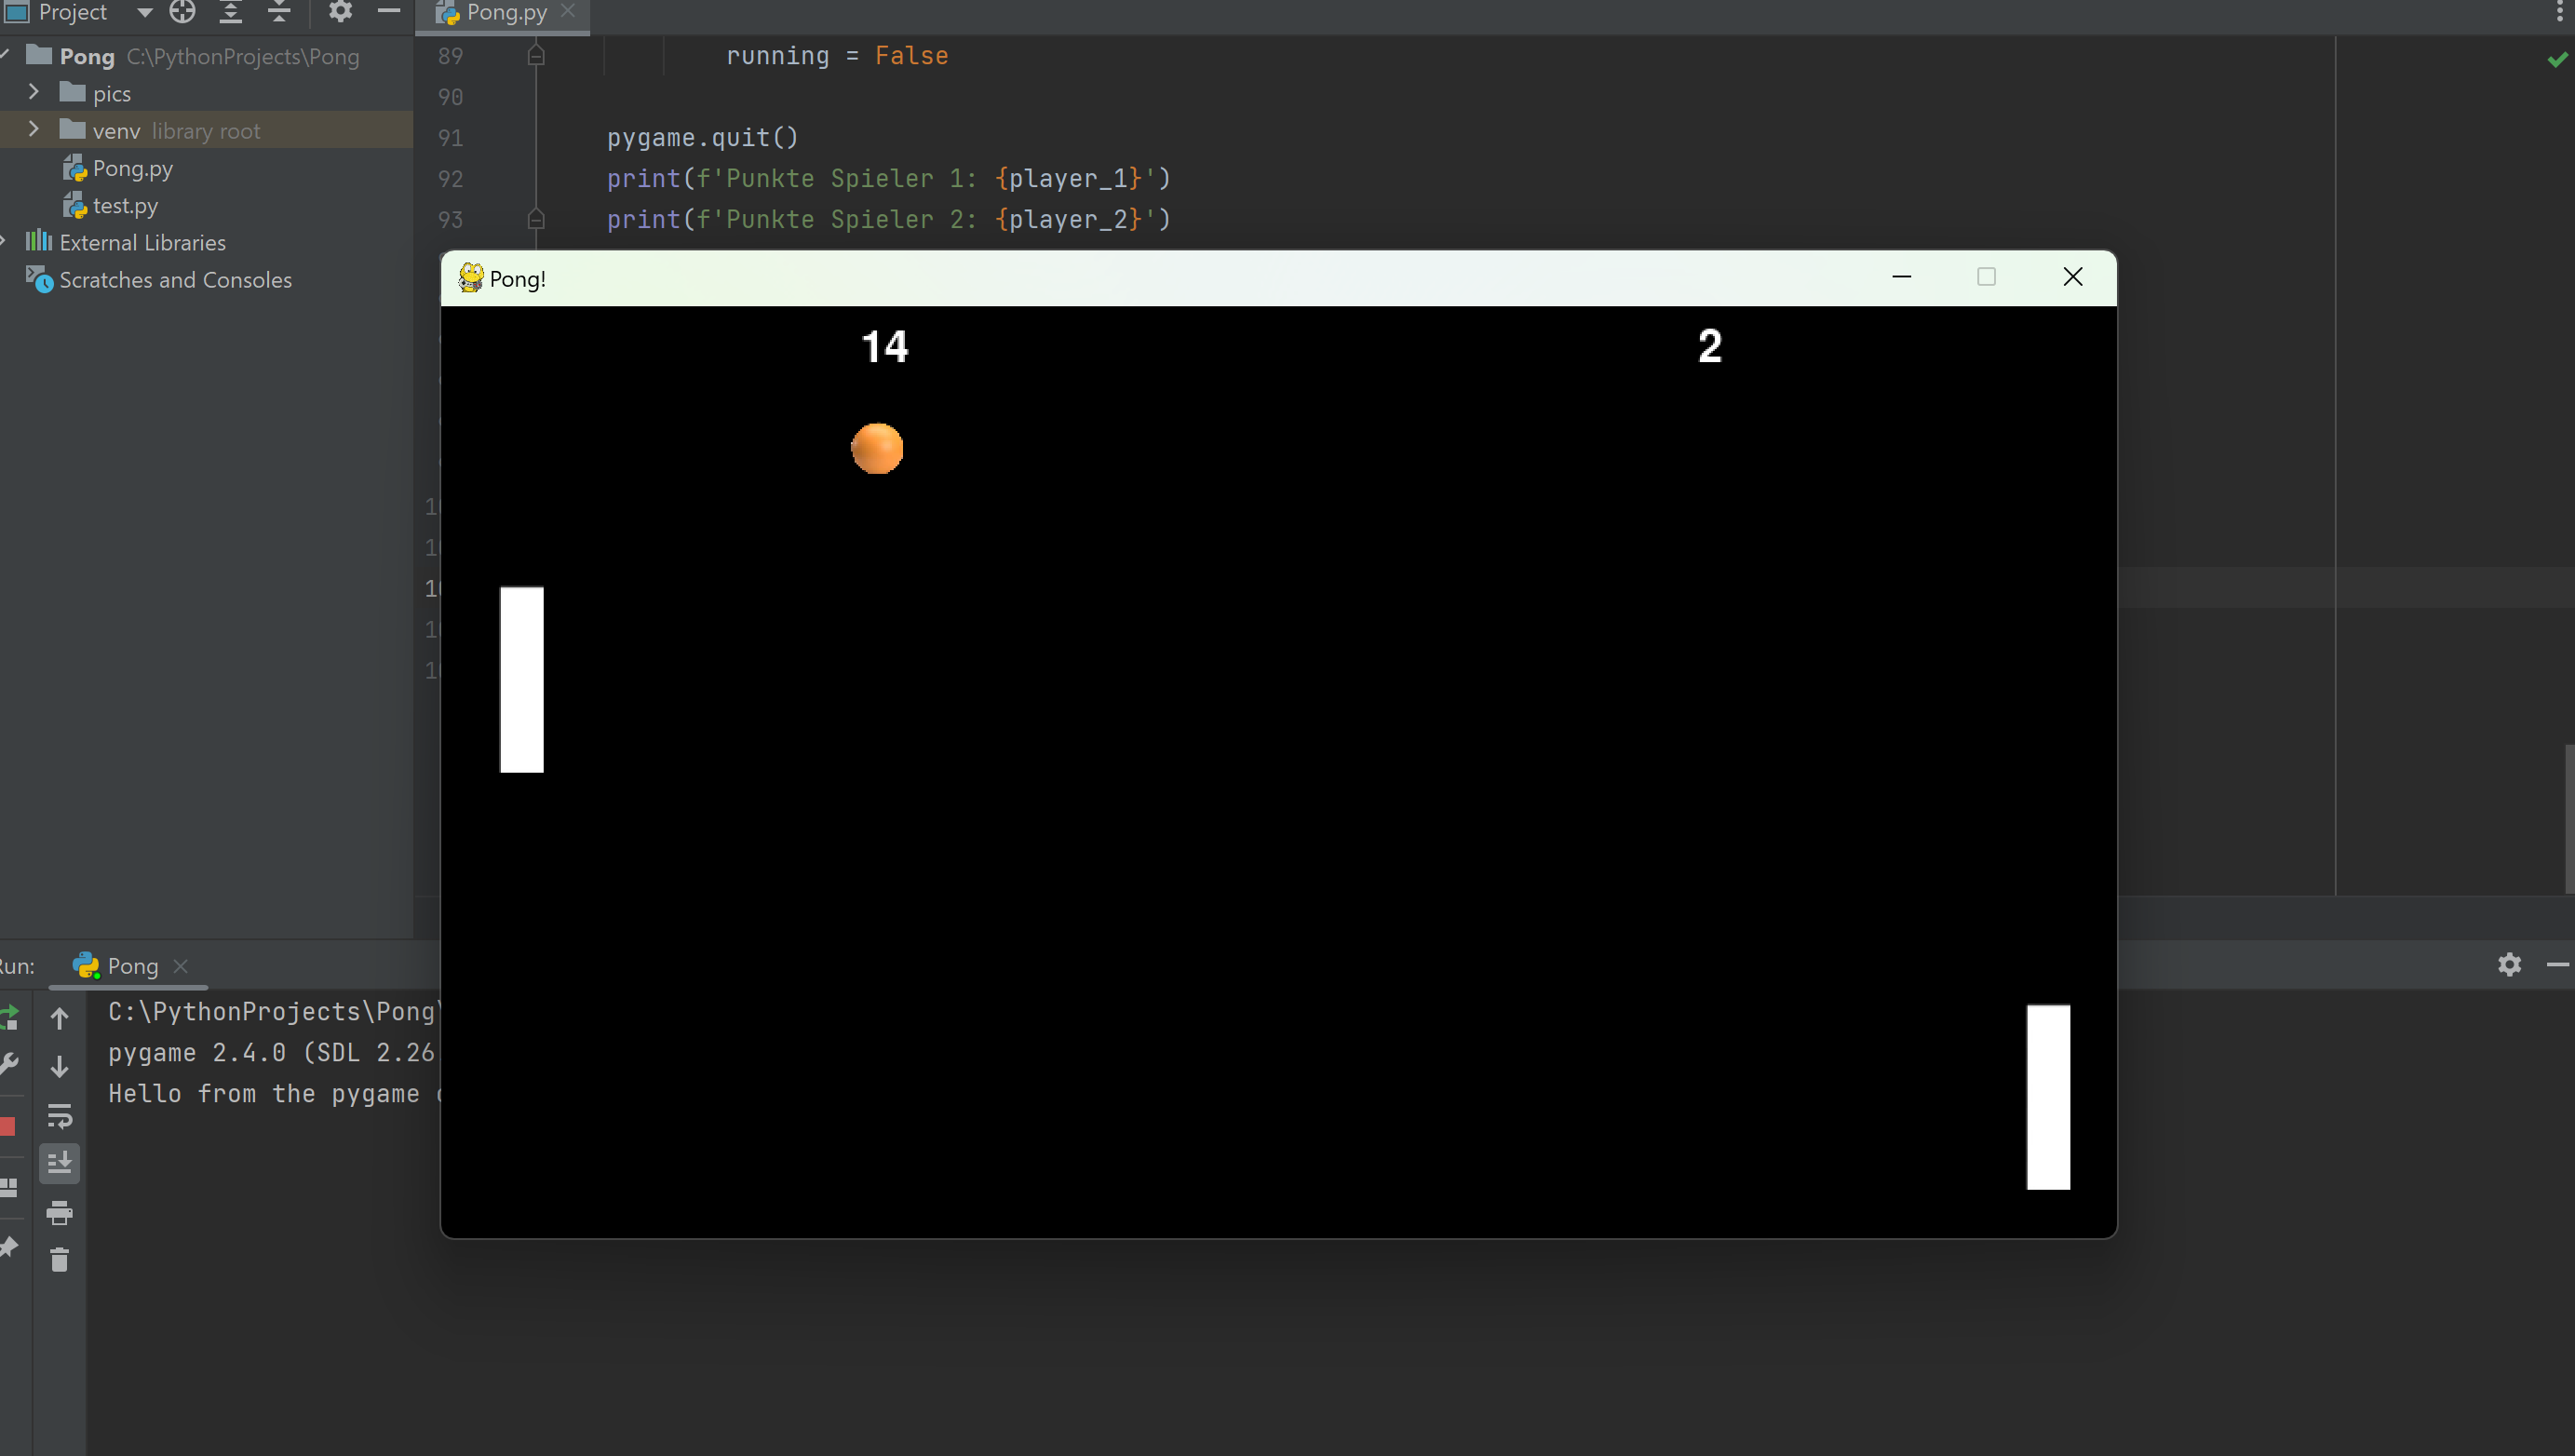 Project
Pong.py
Pong C:\PythonProjects\Pong
pics
venv library root
Pong.py
test.py
External Libraries
Scratches and Consoles
89 running = False
90
91 pygame.quit()
92 print(f'Punkte Spieler 1: {player_1}')
93 print(f'Punkte Spieler 2: {player_2}')
Pong!
14 2
Pong
C:\PythonProjects\Pong\
pygame 2.4.0 (SDL 2.26
Hello from the pygame